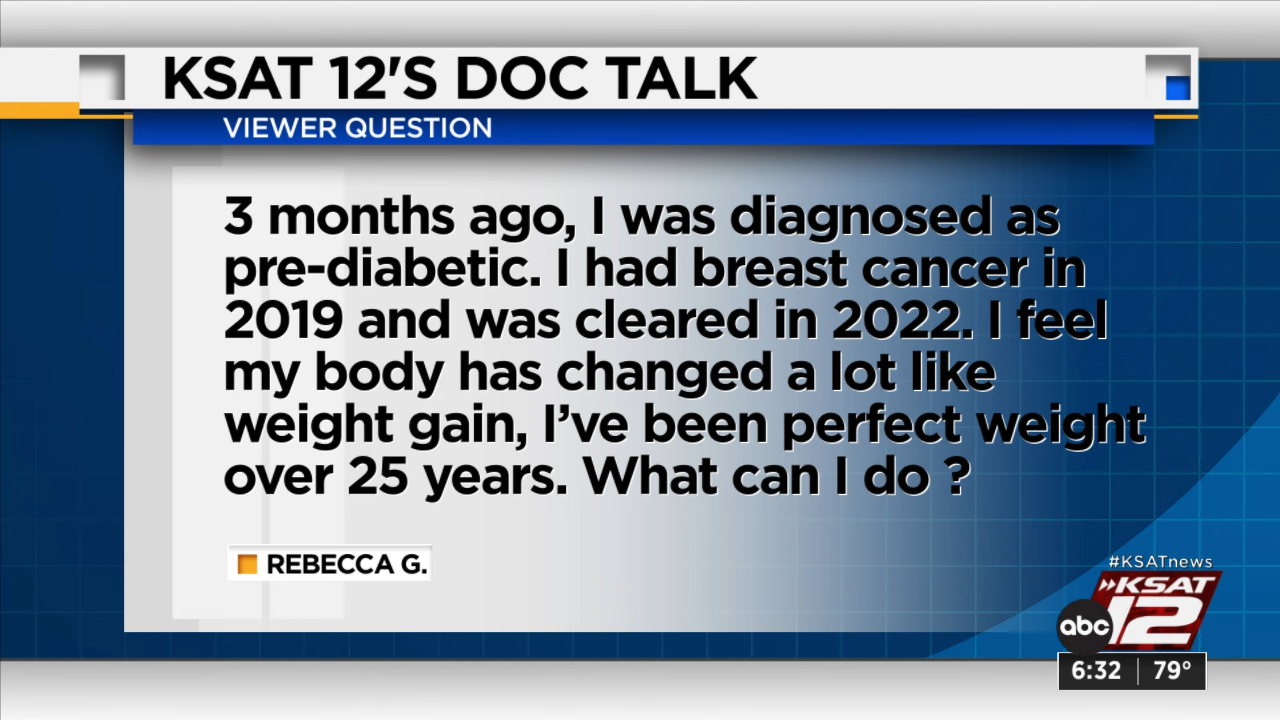 KSAT 12'S DOC TALK
VIEWER QUESTION
3 months ago, I was diagnosed as
pre-diabetic. I had breast cancer in
2019 and was cleared in 2022. I feel
my body has changed a lot like
weight gain, I’ve been perfect weight
over 25 years. What can I do ?
REBECCA G.
#KSATnews
KSAT
abc 12
6:32 79°